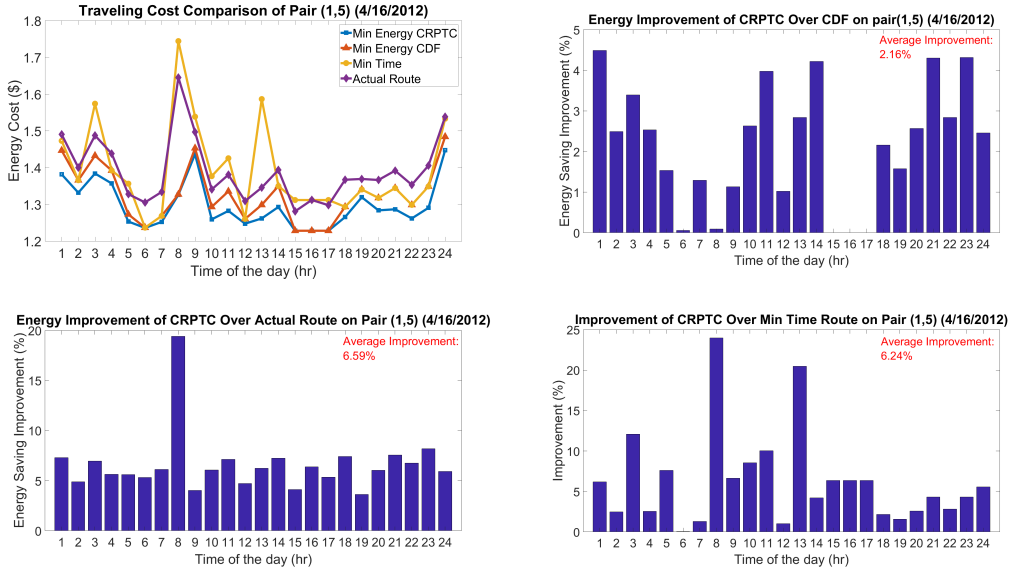 Traveling Cost Comparison of Pair (1,5) (4/16/2012)
1.8
1.7
1.6
1.5
1.4
1.3
1.2
Energy Cost ($)
Min Energy CRPTC
Min Energy CDF
Min Time
Actual Route
1 2 3 4 5 6 7 8 9 10 11 12 13 14 15 16 17 18 19 20 21 22 23 24
Time of the day (hr)
Energy Improvement of CRPTC Over CDF on pair(1,5) (4/16/2012)
5
4
3
2
1
0
Energy Saving Improvement (%)
Average Improvement:
2.16%
1 2 3 4 5 6 7 8 9 10 11 12 13 14 15 16 17 18 19 20 21 22 23 24
Time of the day (hr)
Energy Improvement of CRPTC Over Actual Route on Pair (1,5) (4/16/2012)
20
15
10
5
0
Energy Saving Improvement (%)
Average Improvement:
6.59%
1 2 3 4 5 6 7 8 9 10 11 12 13 14 15 16 17 18 19 20 21 22 23 24
Time of the day (hr)
Improvement of CRPTC Over Min Time Route on Pair (1,5) (4/16/2012)
25
20
15
10
5
0
Improvement (%)
Average Improvement:
6.24%
1 2 3 4 5 6 7 8 9 10 11 12 13 14 15 16 17 18 19 20 21 22 23 24
Time of the day (hr)